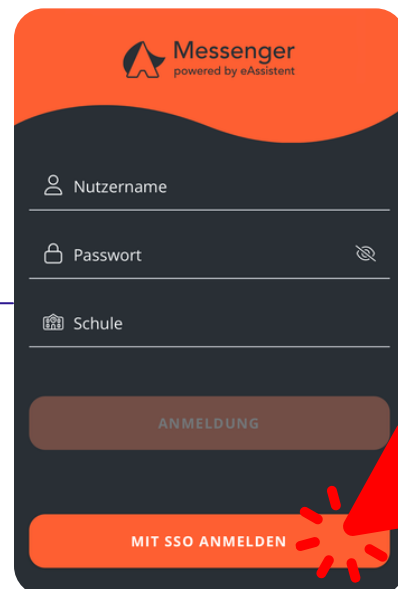 Messenger
powered by eAssistent
Nutzername
Passwort
Schule
ANMELDUNG
MIT SSO ANMELDEN